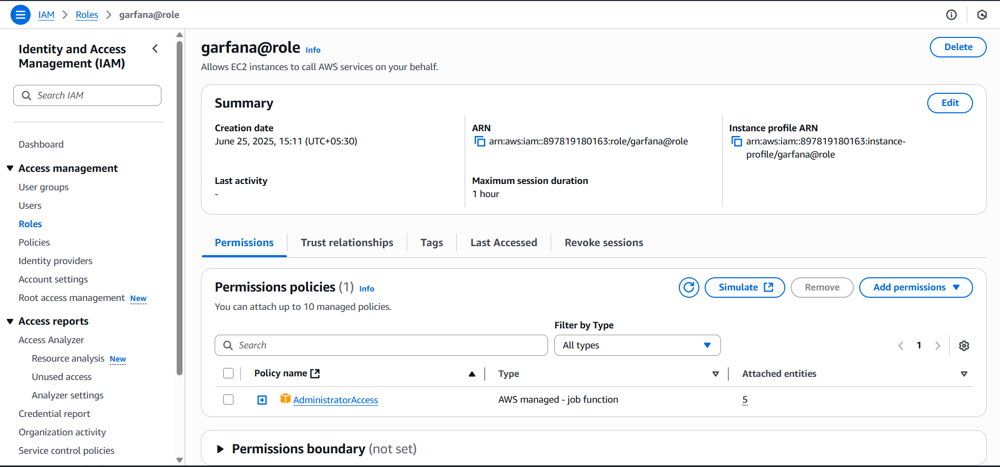 IAM > Roles > garfana@role
Identity and Access
Management (IAM)
Search IAM
Dashboard
Access management
User groups
Users
Roles
Policies
Identity providers
Account settings
Root access management New
Access reports
Access Analyzer
Resource analysis New
Unused access
Analyzer settings
Credential report
Organization activity
Service control policies
garfana@role Info
Delete
Allows EC2 instances to call AWS services on your behalf.
Summary
Edit
Creation date
June 25, 2025, 15:11 (UTC+05:30)
ARN
arn:aws:iam::897819180163:role/garfana@role
Instance profile ARN
arn:aws:iam::897819180163:instance-
profile/garfana@role
Last activity
-
Maximum session duration
1 hour
Permissions Trust relationships Tags Last Accessed Revoke sessions
Permissions policies (1) Info
Simulate Remove Add permissions
You can attach up to 10 managed policies.
Filter by Type
Search All types 1
Policy name Type Attached entities
AdministratorAccess AWS managed - job function 5
Permissions boundary (not set)